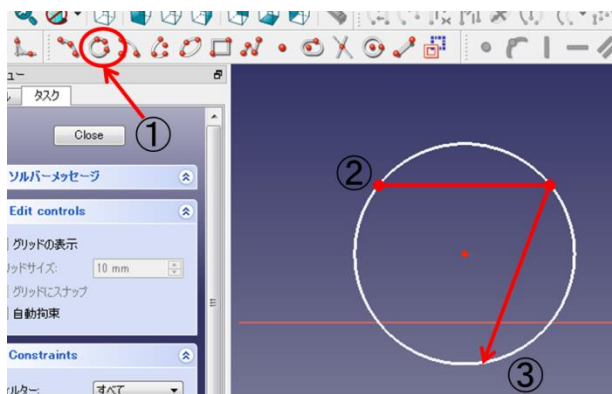 ュー
タスク
Close
①
ソルバーメッセージ
Edit controls
グリッドの表示
リッドサイズ:
10 mm
グリッドにスナップ
自動拘束
Constraints
ィルター:
すべて
②
③